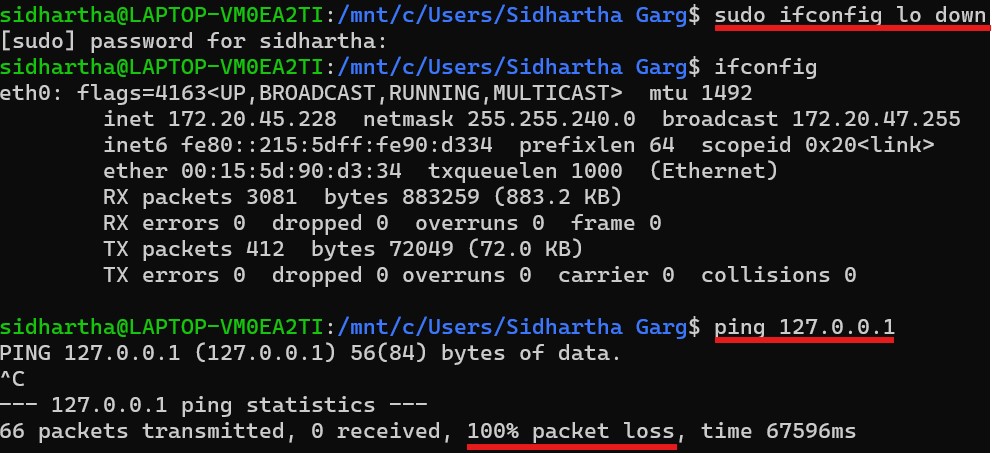 sidhartha@LAPTOP-VM0EA2TI:/mnt/c/Users/Sidhartha Garg$ sudo ifconfig lo down
[sudo] password for sidhartha:
sidhartha@LAPTOP-VM0EA2TI:/mnt/c/Users/Sidhartha Garg$ ifconfig
eth0: flags=4163<UP,BROADCAST,RUNNING,MULTICAST>  mtu 1492
        inet 172.20.45.228  netmask 255.255.240.0  broadcast 172.20.47.255
        inet6 fe80::215:5dff:fe90:d334  prefixlen 64  scopeid 0x20<link>
        ether 00:15:5d:90:d3:34  txqueuelen 1000  (Ethernet)
        RX packets 3081  bytes 883259 (883.2 KB)
        RX errors 0  dropped 0  overruns 0  frame 0
        TX packets 412  bytes 72049 (72.0 KB)
        TX errors 0  dropped 0 overruns 0  carrier 0  collisions 0
sidhartha@LAPTOP-VM0EA2TI:/mnt/c/Users/Sidhartha Garg$ ping 127.0.0.1
PING 127.0.0.1 (127.0.0.1) 56(84) bytes of data.
^C
--- 127.0.0.1 ping statistics ---
66 packets transmitted, 0 received, 100% packet loss, time 67596ms